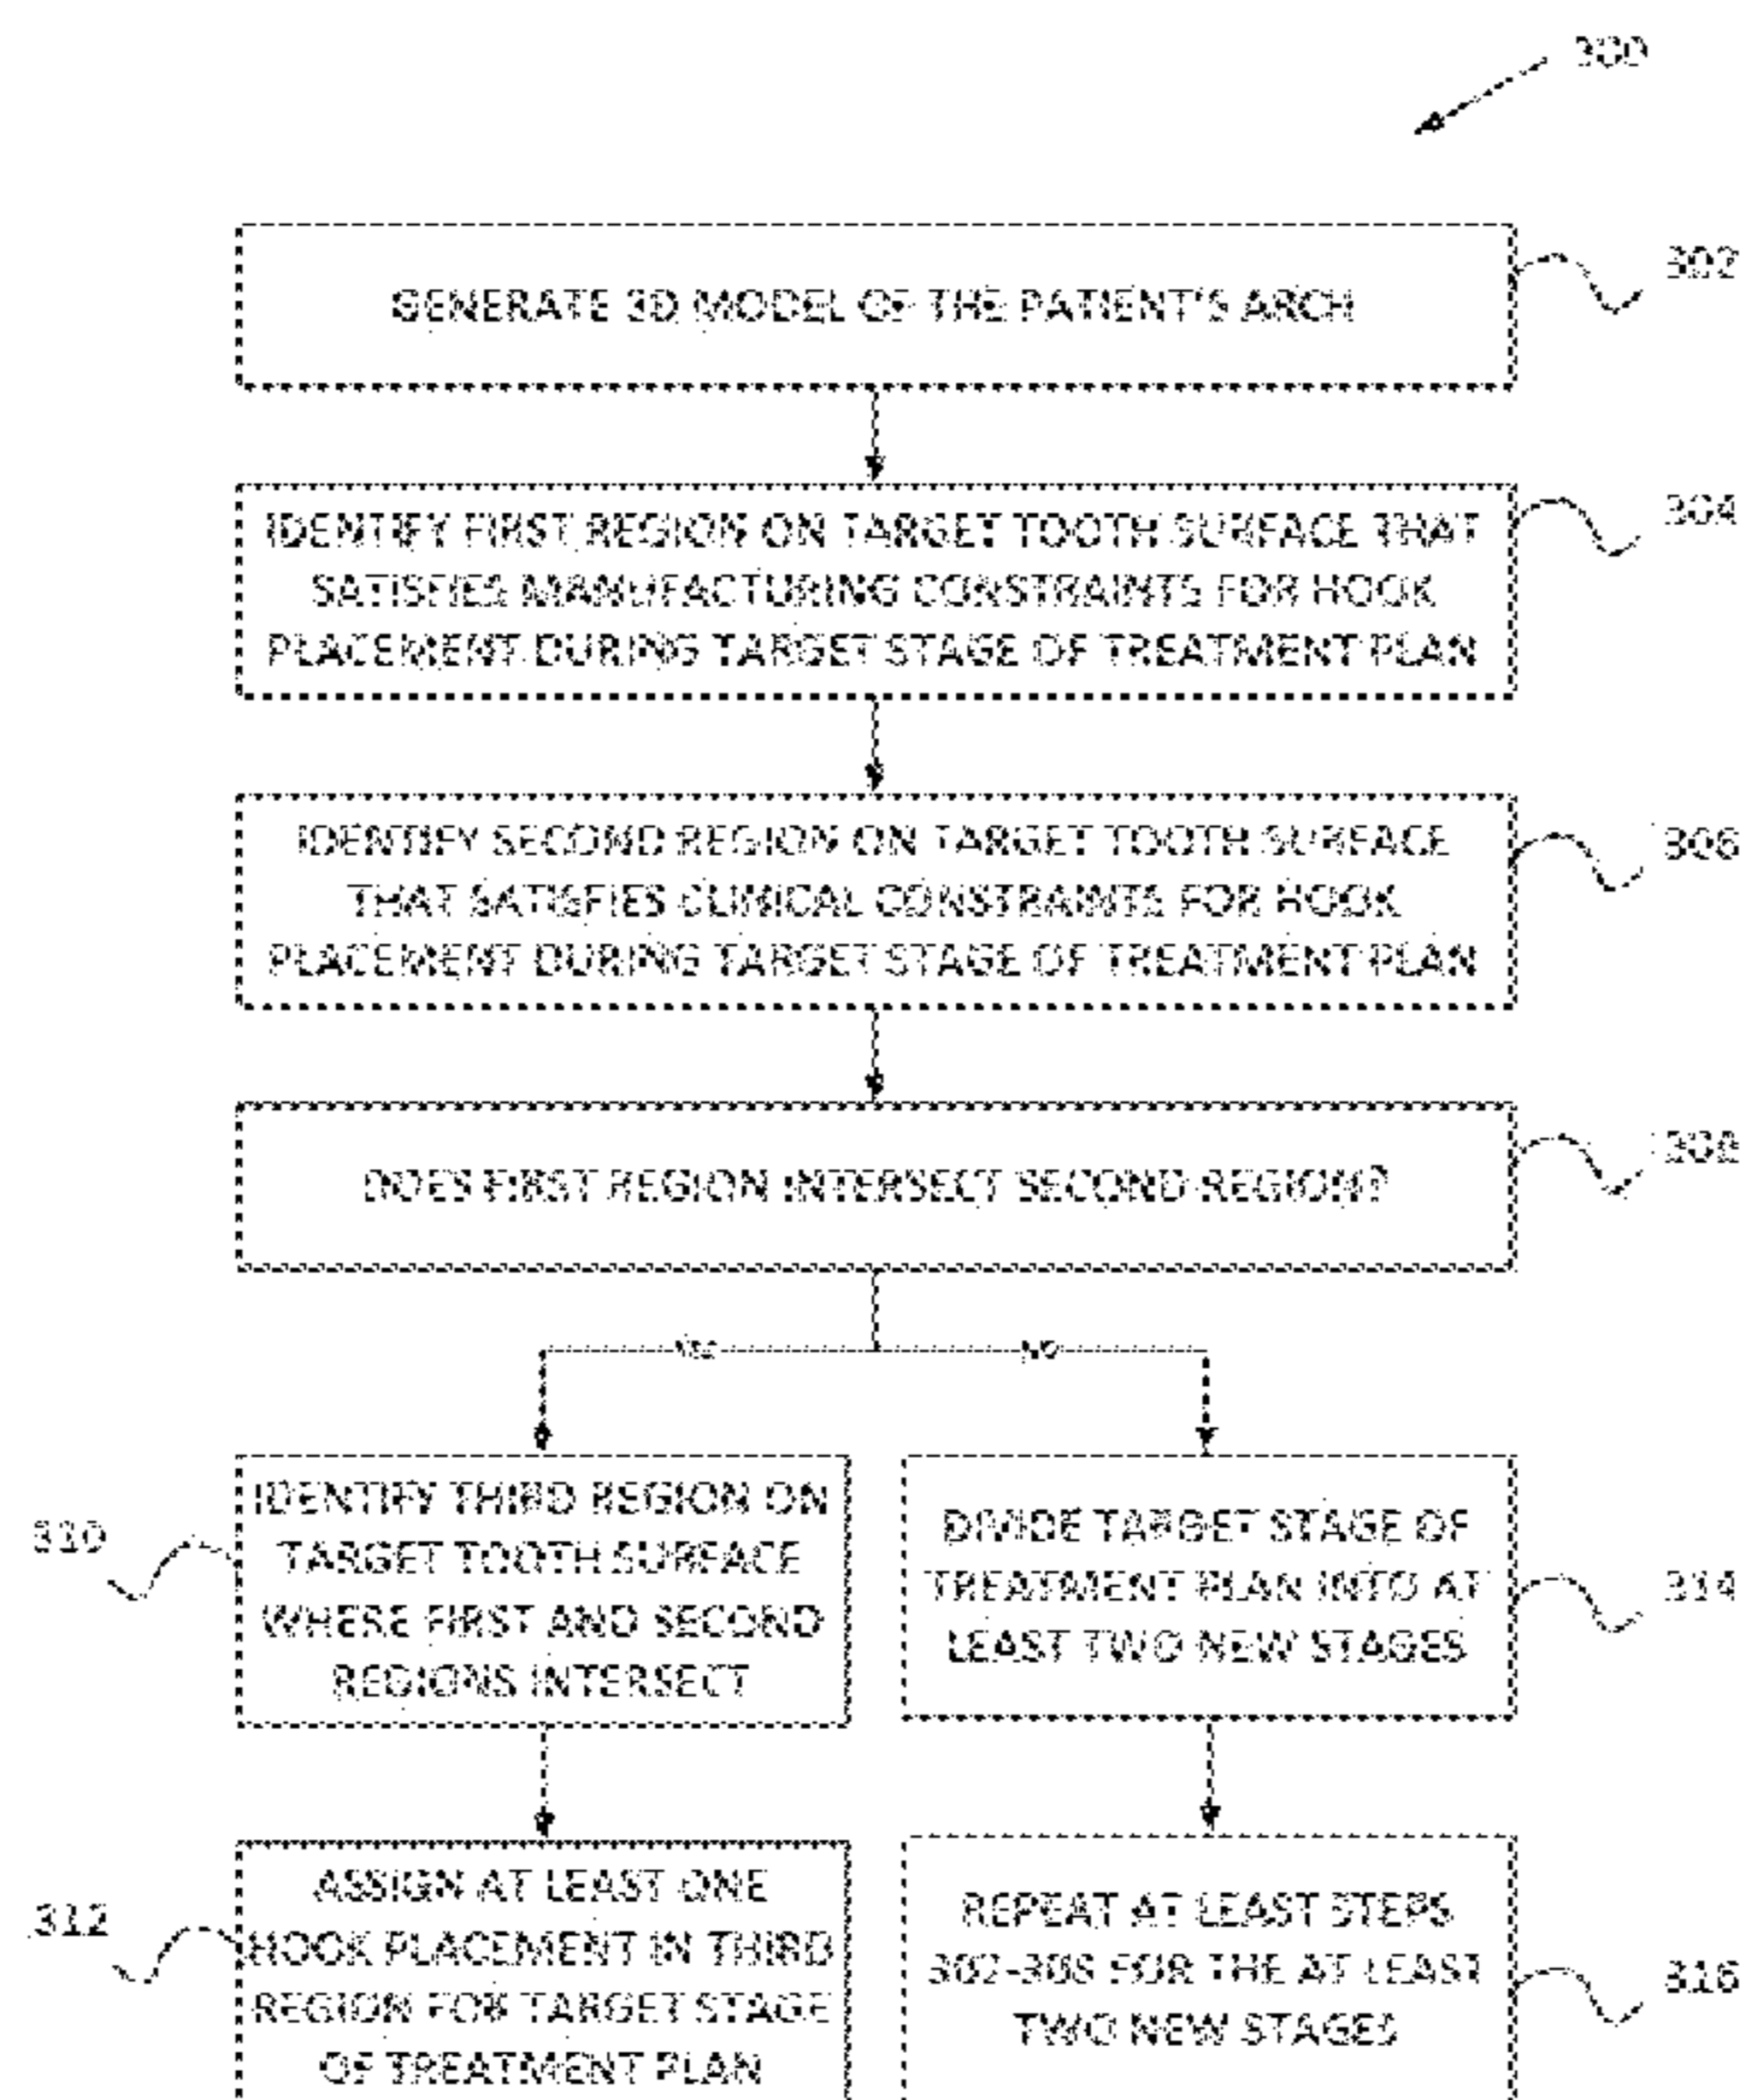 300
GENERATE 3D MODEL OF THE PATIENT'S ARCH
302
IDENTIFY FIRST REGION ON TARGET TOOTH SURFACE THAT
SATISFIES MANUFACTURING CONSTRAINTS FOR HOOK
PLACEMENT DURING TARGET STAGE OF TREATMENT PLAN
304
IDENTIFY SECOND REGION ON TARGET TOOTH SURFACE
THAT SATISFIES CLINICAL CONSTRAINTS FOR HOOK
PLACEMENT DURING TARGET STAGE OF TREATMENT PLAN
306
DOES FIRST REGION INTERSECT SECOND REGION?
308
YES
NO
310
IDENTIFY THIRD REGION ON
TARGET TOOTH SURFACE
WHERE FIRST AND SECOND
REGIONS INTERSECT
DIVIDE TARGET STAGE OF
TREATMENT PLAN INTO AT
LEAST TWO NEW STAGES
314
312
ASSIGN AT LEAST ONE
HOOK PLACEMENT IN THIRD
REGION FOR TARGET STAGE
OF TREATMENT PLAN
REPEAT AT LEAST STEPS
302-308 FOR THE AT LEAST
TWO NEW STAGES
316